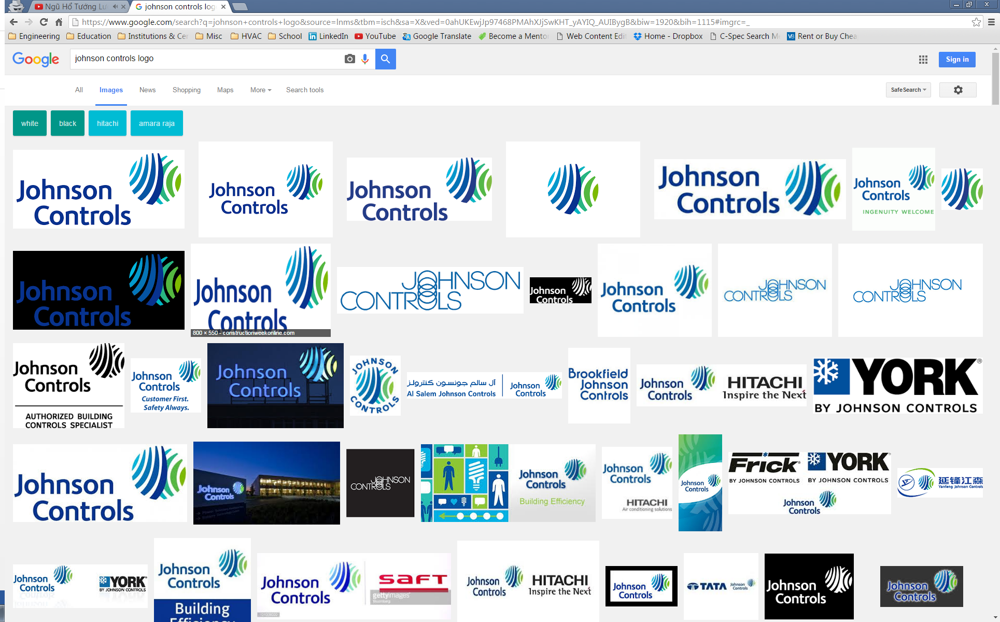 Ngũ Hổ Tướng Lư
johnson controls log
https://www.google.com/search?q=johnson+controls+logo&source=lnms&tbm=isch&sa=X&ved=0ahUKEwjJp97468PMAhXJjSwKHT_yAYIQ_AUIBygB&biw=1920&bih=1115#imgrc=_
Engineering Education Institutions & Cer Misc HVAC School LinkedIn YouTube Google Translate Become a Mento Web Content Edit Home - Dropbox C-Spec Search M Rent or Buy Chea
Google
johnson controls logo
Sign in
All Images News Shopping Maps More Search tools
SafeSearch
white black hitachi amara raja
Johnson
Controls
Johnson
Controls
Johnson
Controls
Johnson
Controls
Johnson
Controls
INGENUITY WELCOME
Johnson
Controls
Johnson
Controls
800 × 550 - constructionweekonline.com
JOHNSON
CONTROLS
Johnson
Controls
Johnson
Controls
JOHNSON
CONTROLS
JOHNSON
CONTROLS
Johnson
Controls
AUTHORIZED BUILDING
CONTROLS SPECIALIST
Johnson
Controls
Customer First.
Safety Always.
Johnson
Controls
JOHNSON
CONTROLS
آل سالم جونسون كنترولز
Al Salem Johnson Controls
Johnson
Controls
Brookfield
Johnson
Controls
Johnson
Controls
HITACHI
Inspire the Next
YORK®
BY JOHNSON CONTROLS
Johnson
Controls
Johnson
Controls
JOHNSON
CONTROLS
Johnson
Controls
Building Efficiency
Johnson
Controls
HITACHI
Air conditioning solutions
Johnson
Controls
Frick®
BY JOHNSON CONTROLS
YORK®
BY JOHNSON CONTROLS
Johnson
Controls
延锋江森
Yanfeng Johnson Controls
Johnson
Controls
YORK
BY JOHNSON CONTROLS
Johnson
Controls
Building
Efficiency
Johnson
Controls
SAFT
gettyimages®
Bloomberg
Johnson
Controls
HITACHI
Inspire the Next
Johnson
Controls
TATA
Johnson
Controls
Johnson
Controls
Johnson
Controls